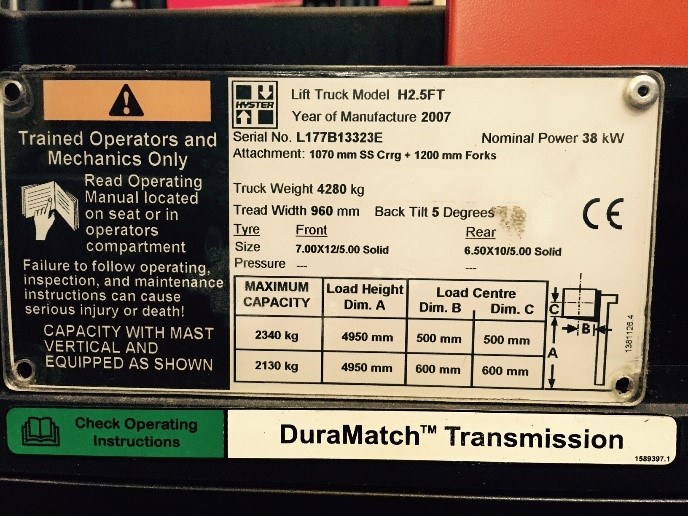 Trained Operators and
Mechanics Only
Read Operating
Manual located
on seat or in
operators
compartment
Failure to follow operating,
inspection, and maintenance
instructions can cause
serious injury or death!
CAPACITY WITH MAST
VERTICAL AND
EQUIPPED AS SHOWN
HYSTER
Lift Truck Model H2.5FT
Year of Manufacture 2007
Serial No. L177B13323E Nominal Power 38 kW
Attachment: 1070 mm SS Crrg + 1200 mm Forks
Truck Weight 4280 kg
Tread Width 960 mm Back Tilt 5 Degrees
CE
Tyre Front Rear
Size 7.00X12/5.00 Solid 6.50X10/5.00 Solid
Pressure --- ---
MAXIMUM Load Height Load Centre
CAPACITY Dim. A Dim. B Dim. C
2340 kg 4950 mm 500 mm 500 mm
2130 kg 4950 mm 600 mm 600 mm
C
B
A
1381126.4
Check Operating
Instructions
DuraMatch™ Transmission
1589397.1